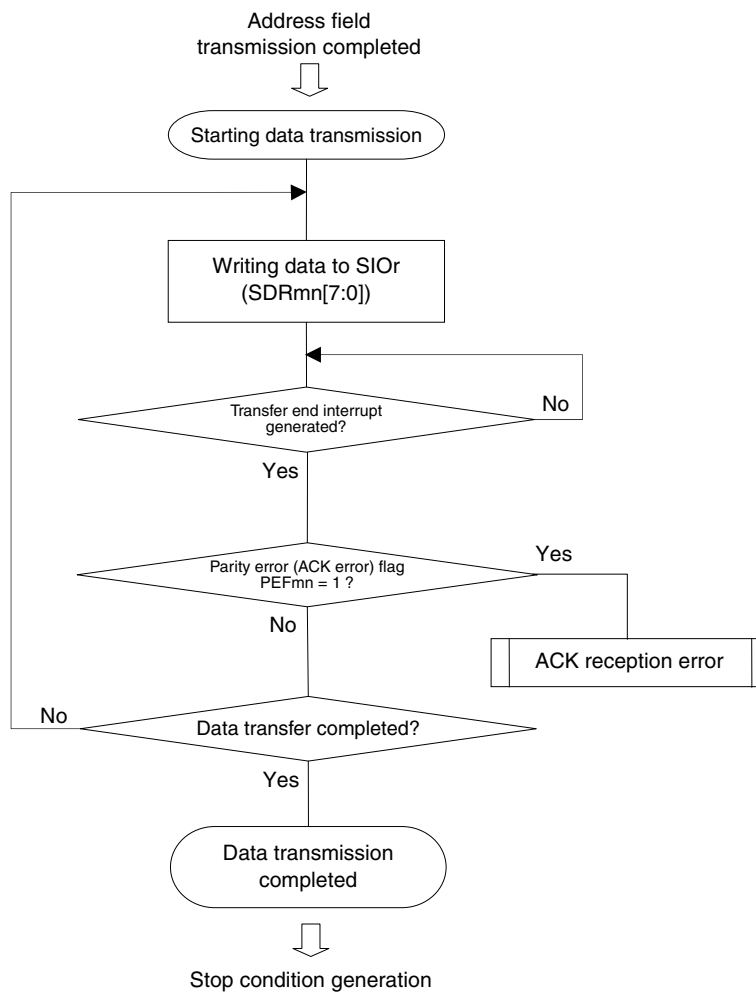 Address field
transmission completed
Starting data transmission
Writing data to SIOr
(SDRmn[7:0])
Transfer end interrupt
generated?
No
Yes
Parity error (ACK error) flag
PEFmn = 1 ?
Yes
No
ACK reception error
Data transfer completed?
No
Yes
Data transmission
completed
Stop condition generation